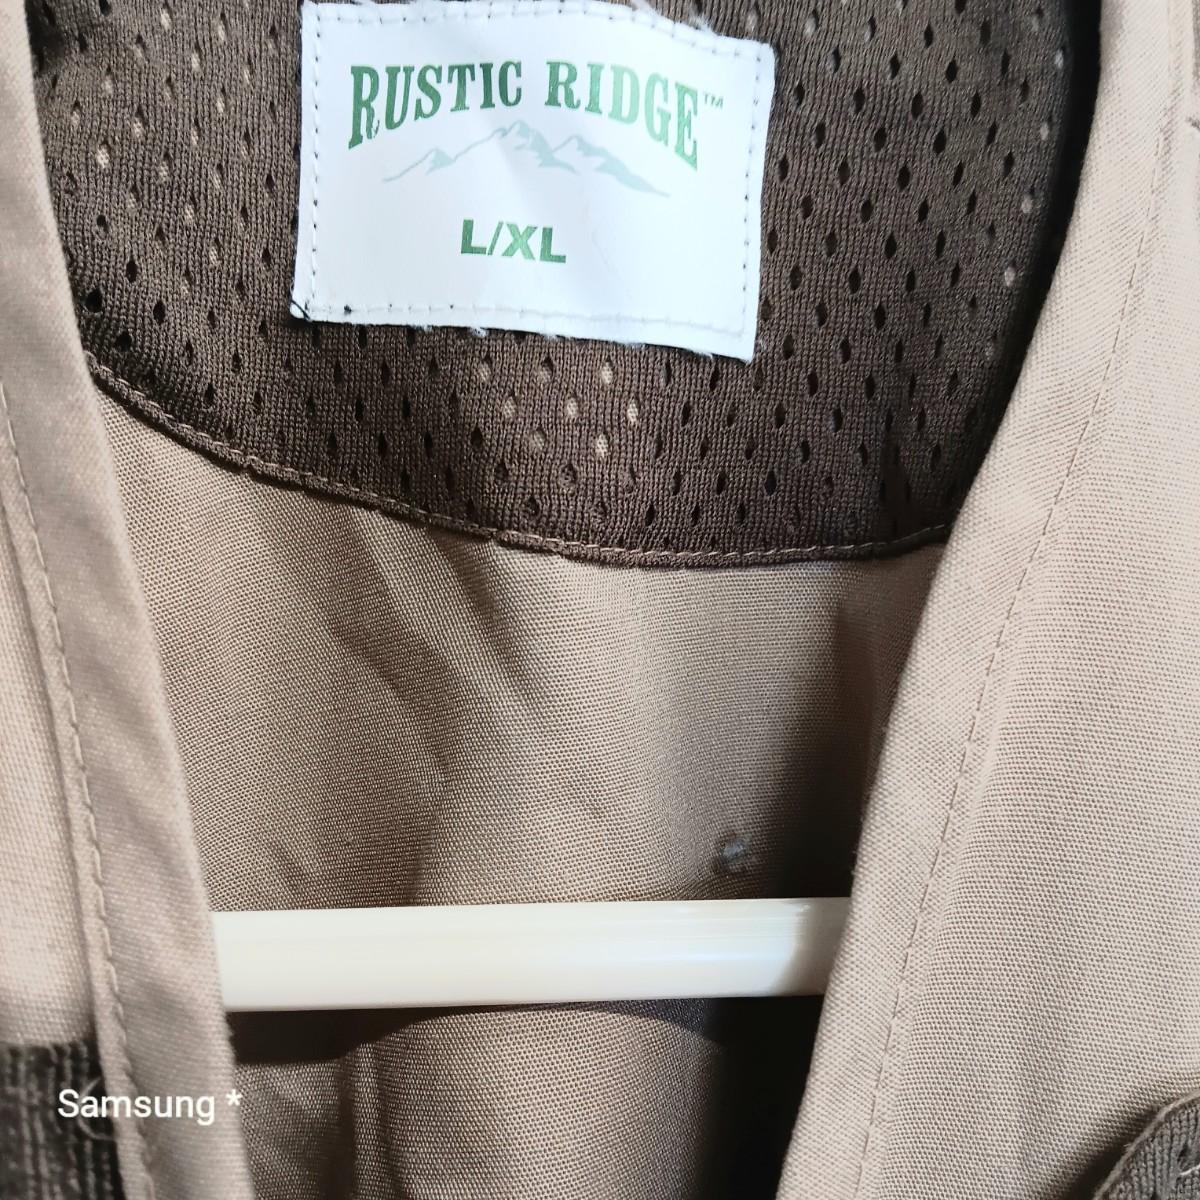 RUSTIC RIDGE™
L/XL
Samsung *